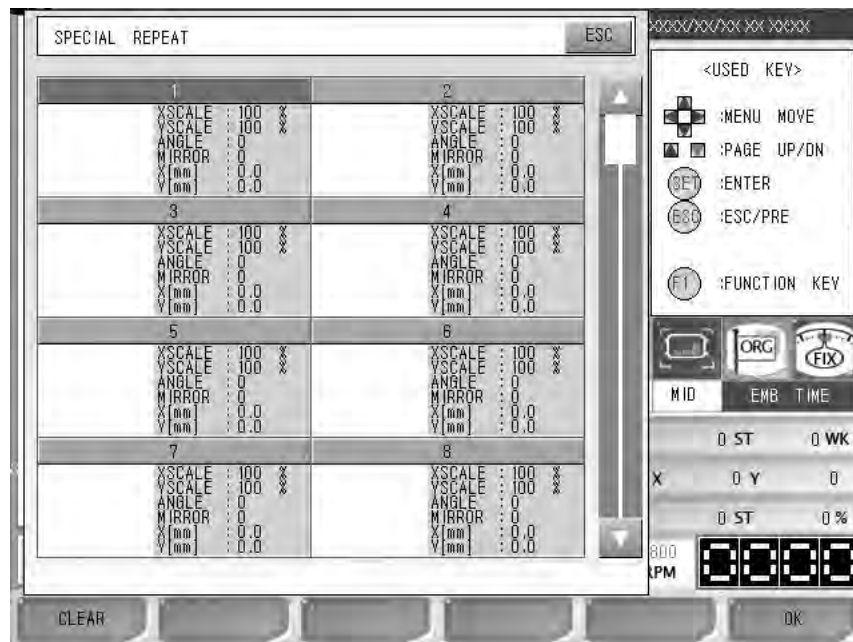 SPECIAL REPEAT
ESC
1
XSCALE : 100 %
YSCALE : 100 %
ANGLE : 0
MIRROR : 0
X[mm] : 0.0
Y[mm] : 0.0
2
XSCALE : 100 %
YSCALE : 100 %
ANGLE : 0
MIRROR : 0
X[mm] : 0.0
Y[mm] : 0.0
3
XSCALE : 100 %
YSCALE : 100 %
ANGLE : 0
MIRROR : 0
X[mm] : 0.0
Y[mm] : 0.0
4
XSCALE : 100 %
YSCALE : 100 %
ANGLE : 0
MIRROR : 0
X[mm] : 0.0
Y[mm] : 0.0
5
XSCALE : 100 %
YSCALE : 100 %
ANGLE : 0
MIRROR : 0
X[mm] : 0.0
Y[mm] : 0.0
6
XSCALE : 100 %
YSCALE : 100 %
ANGLE : 0
MIRROR : 0
X[mm] : 0.0
Y[mm] : 0.0
7
XSCALE : 100 %
YSCALE : 100 %
ANGLE : 0
MIRROR : 0
X[mm] : 0.0
Y[mm] : 0.0
8
XSCALE : 100 %
YSCALE : 100 %
ANGLE : 0
MIRROR : 0
X[mm] : 0.0
Y[mm] : 0.0
XXXX/XX/XX XX XXXX
<USED KEY>
:MENU MOVE
:PAGE UP/DN
SET :ENTER
ESC :ESC/PRE
F1 :FUNCTION KEY
ORG
FIX
MID
EMB TIME
0 ST 0 WK
X 0 Y 0
0 ST 0 %
800
RPM
0000
CLEAR
OK